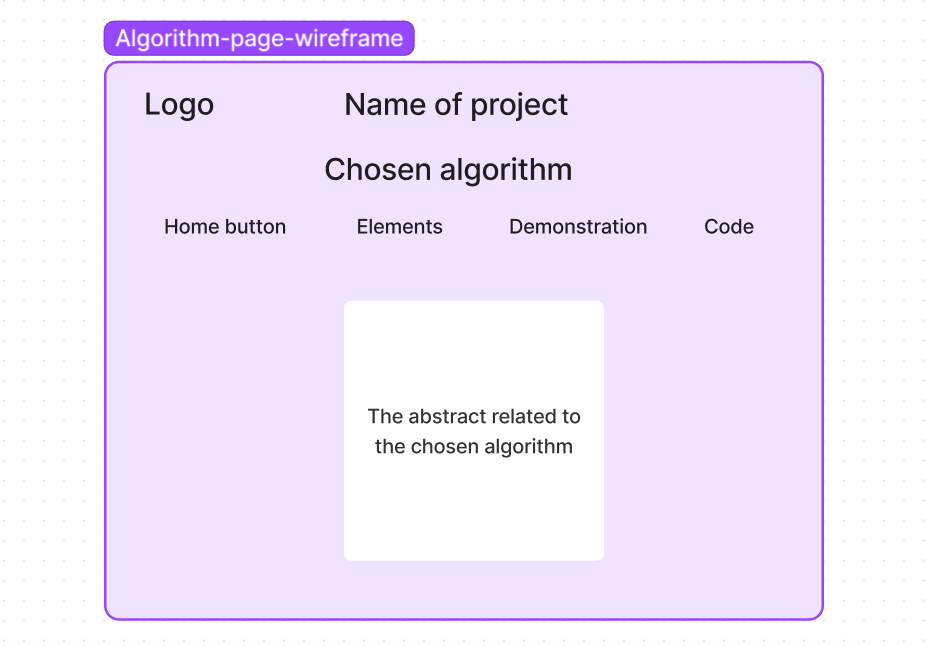 Algorithm-page-wireframe
Logo
Name of project
Chosen algorithm
Home button
Elements
Demonstration
Code
The abstract related to
the chosen algorithm